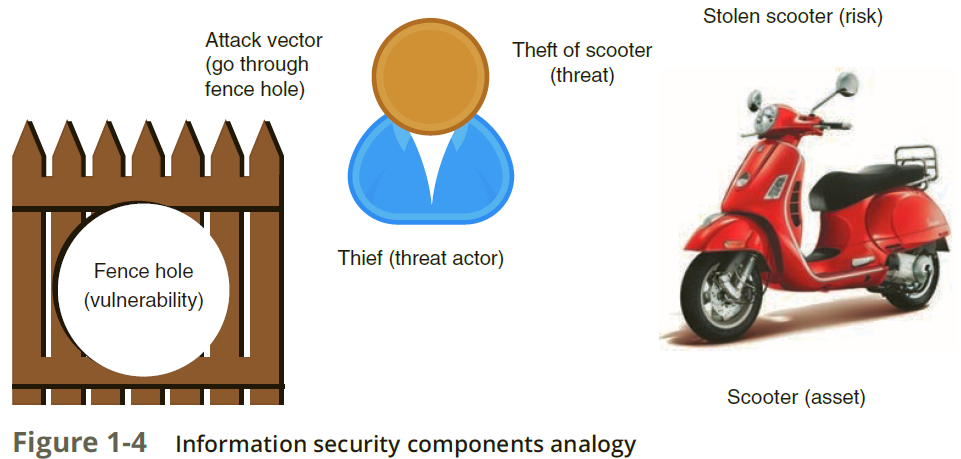 Attack vector
(go through
fence hole)
Theft of scooter
(threat)
Stolen scooter (risk)
Fence hole
(vulnerability)
Thief (threat actor)
Scooter (asset)
Figure 1-4 Information security components analogy